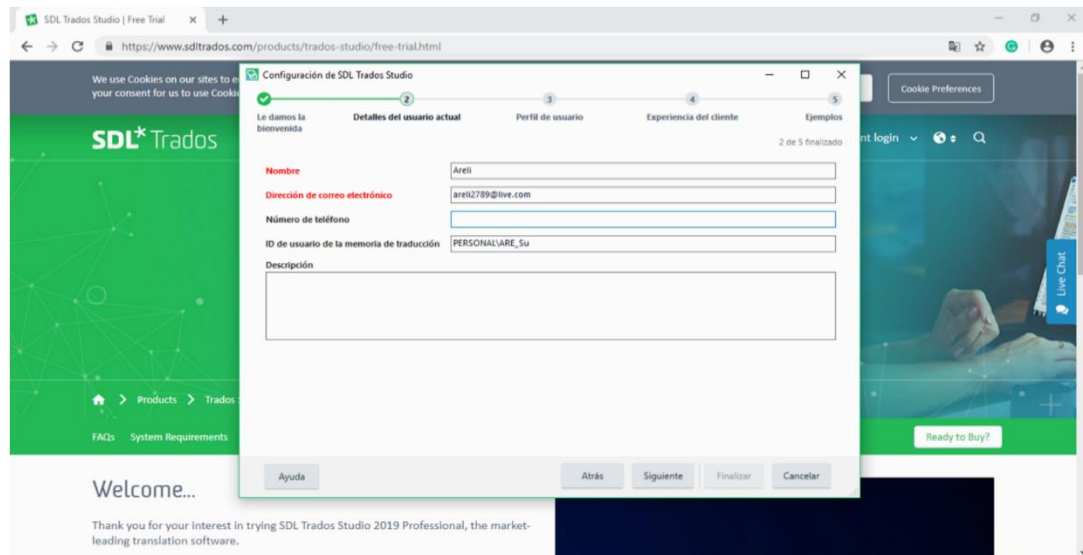 SDL Trados Studio | Free Trial
https://www.sdltrados.com/products/trados-studio/free-trial.html
We use Cookies on our sites to e
your consent for us to use Cookie
Cookie Preferences
SDL* Trados
nt login
Configuración de SDL Trados Studio
2
3
4
5
Le damos la
bienvenida
Detalles del usuario actual
Perfil de usuario
Experiencia del cliente
Ejemplos
2 de 5 finalizado
Nombre
Areli
Dirección de correo electrónico
areli2789@live.com
Número de teléfono
ID de usuario de la memoria de traducción
PERSONAL\ARE_Su
Descripción
Live Chat
Products
Trados
FAQs
System Requirements
Ready to Buy?
Ayuda
Atrás
Siguiente
Finalizar
Cancelar
Welcome...
Thank you for your interest in trying SDL Trados Studio 2019 Professional, the market-
leading translation software.